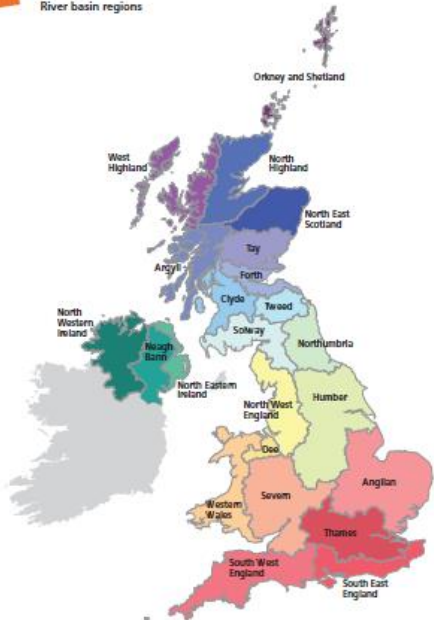 River basin regions
Orkney and Shetland
West
Highland
North
Highland
North East
Scotland
Tay
Argyll
Forth
Clyde
Tweed
North
Western
Ireland
Solway
Neagh
Bann
Northumbria
North Eastern
Ireland
North West
England
Humber
Dee
Anglian
Severn
Western
Wales
Thames
South West
England
South East
England